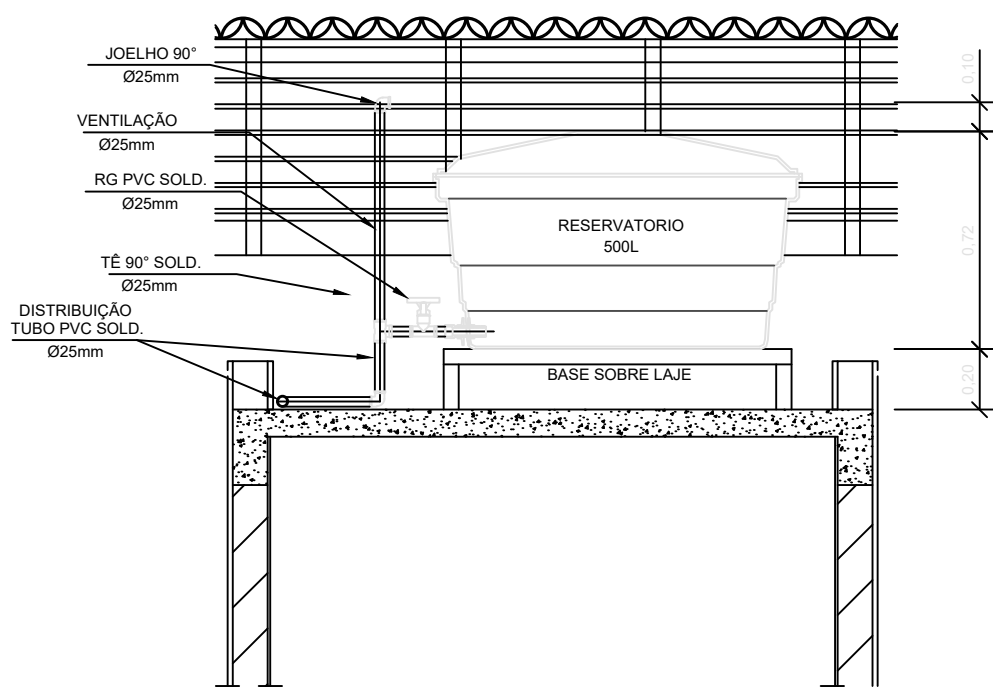 JOELHO 90°
Ø25mm
VENTILAÇÃO
Ø25mm
RG PVC SOLD.
Ø25mm
TÊ 90° SOLD.
Ø25mm
DISTRIBUIÇÃO
TUBO PVC SOLD.
Ø25mm
RESERVATORIO
500L
BASE SOBRE LAJE
0,10
0,72
0,20